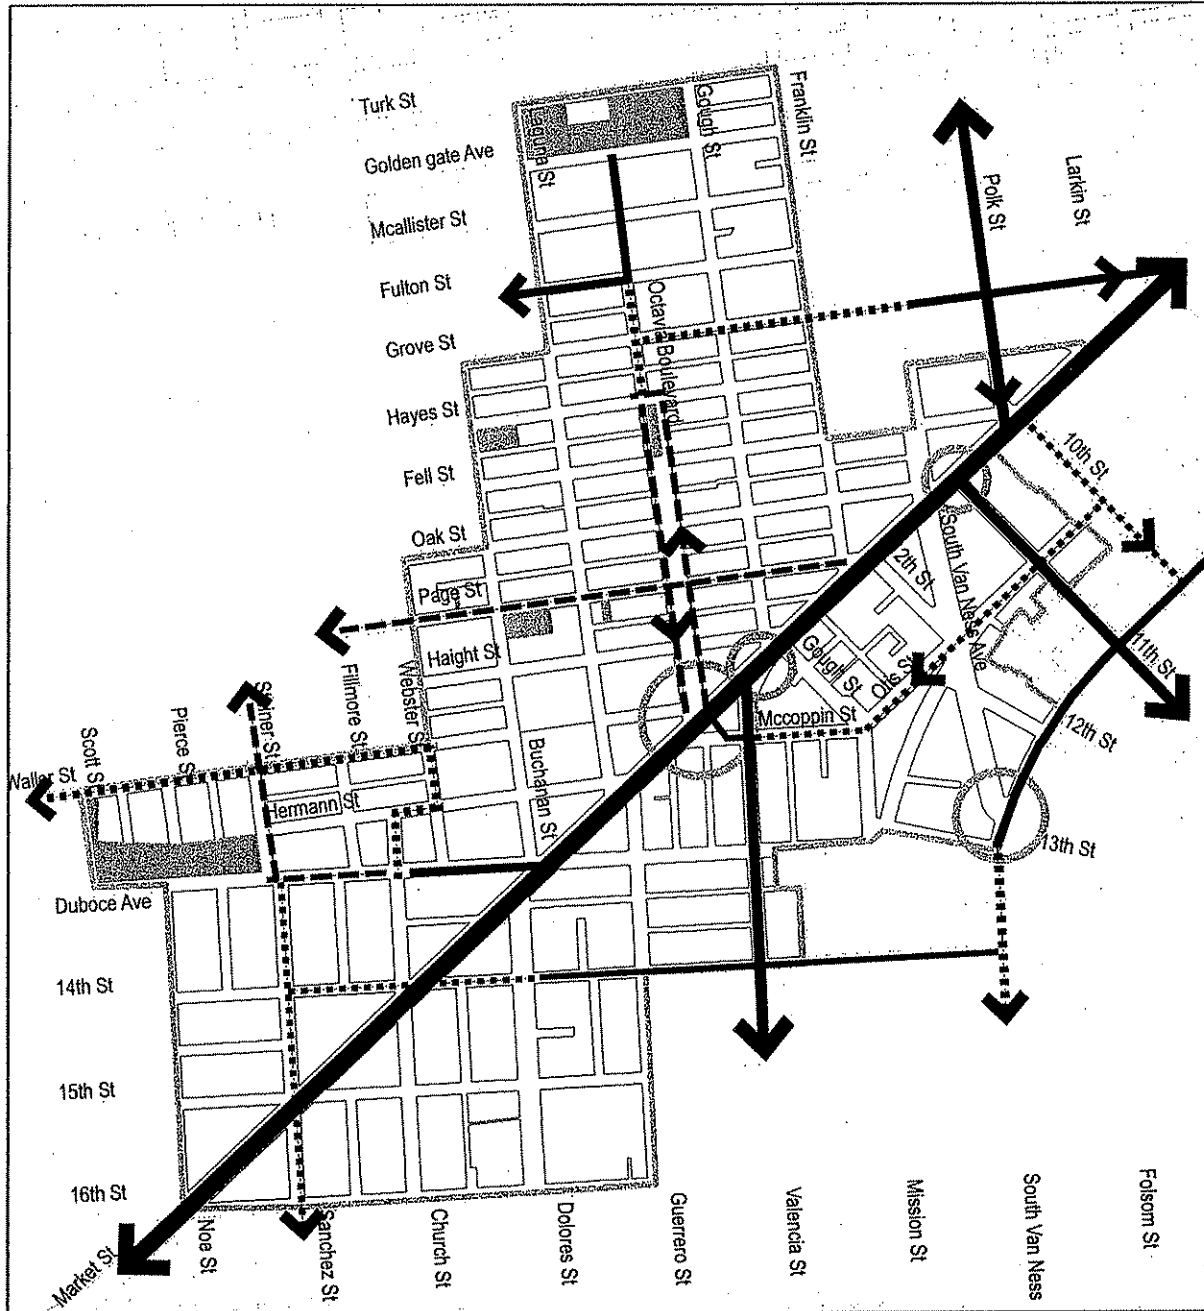 Turk St
Golden gate Ave
Mcallister St
Fulton St
Grove St
Hayes St
Fell St
Oak St
Page St
Haight St
Laguna St
Gough St
Franklin St
Polk St
Larkin St
Octavia Boulevard
10th St
South Van Ness Ave
2th St
11th St
12th St
13th St
Gough St
Otis St
Mccoppin St
Buchanan St
Webster St
Fillmore St
Steiner St
Pierce S
Scott S
Waller St
Hermann St
Duboce Ave
14th St
15th St
16th St
Market St
Noe St
Sanchez St
Church St
Dolores St
Guerrero St
Valencia St
Mission St
South Van Ness
Folsom St